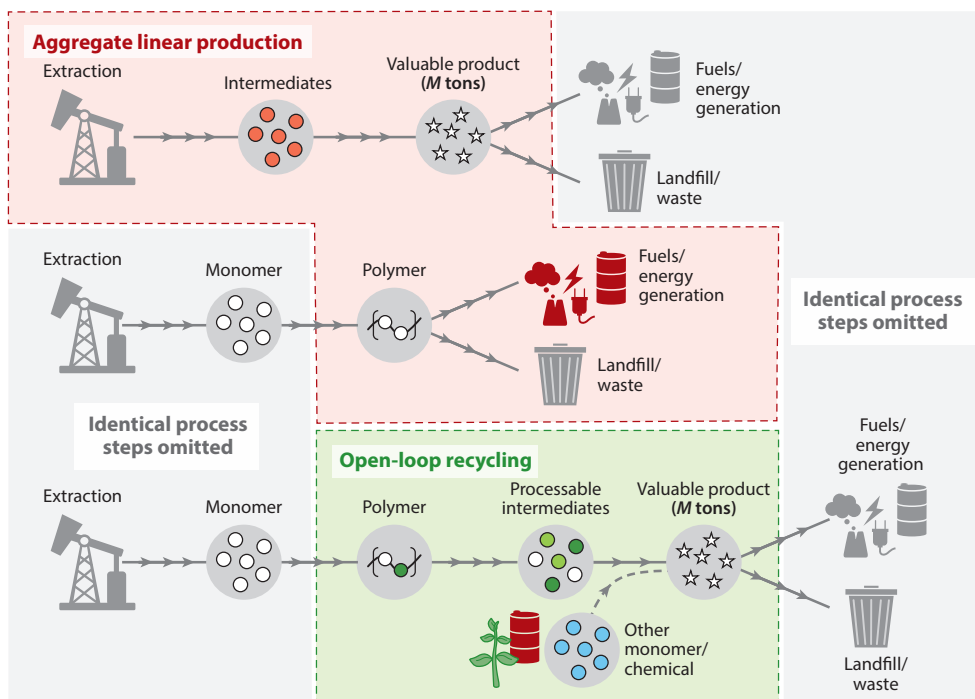 Aggregate linear production
Extraction
Intermediates
Valuable product
(M tons)
Fuels/
energy
generation
Landfill/
waste
Extraction
Monomer
Polymer
Fuels/
energy
generation
Landfill/
waste
Identical process
steps omitted
Identical process
steps omitted
Open-loop recycling
Extraction
Monomer
Polymer
Processable
intermediates
Valuable product
(M tons)
Other
monomer/
chemical
Fuels/
energy
generation
Landfill/
waste